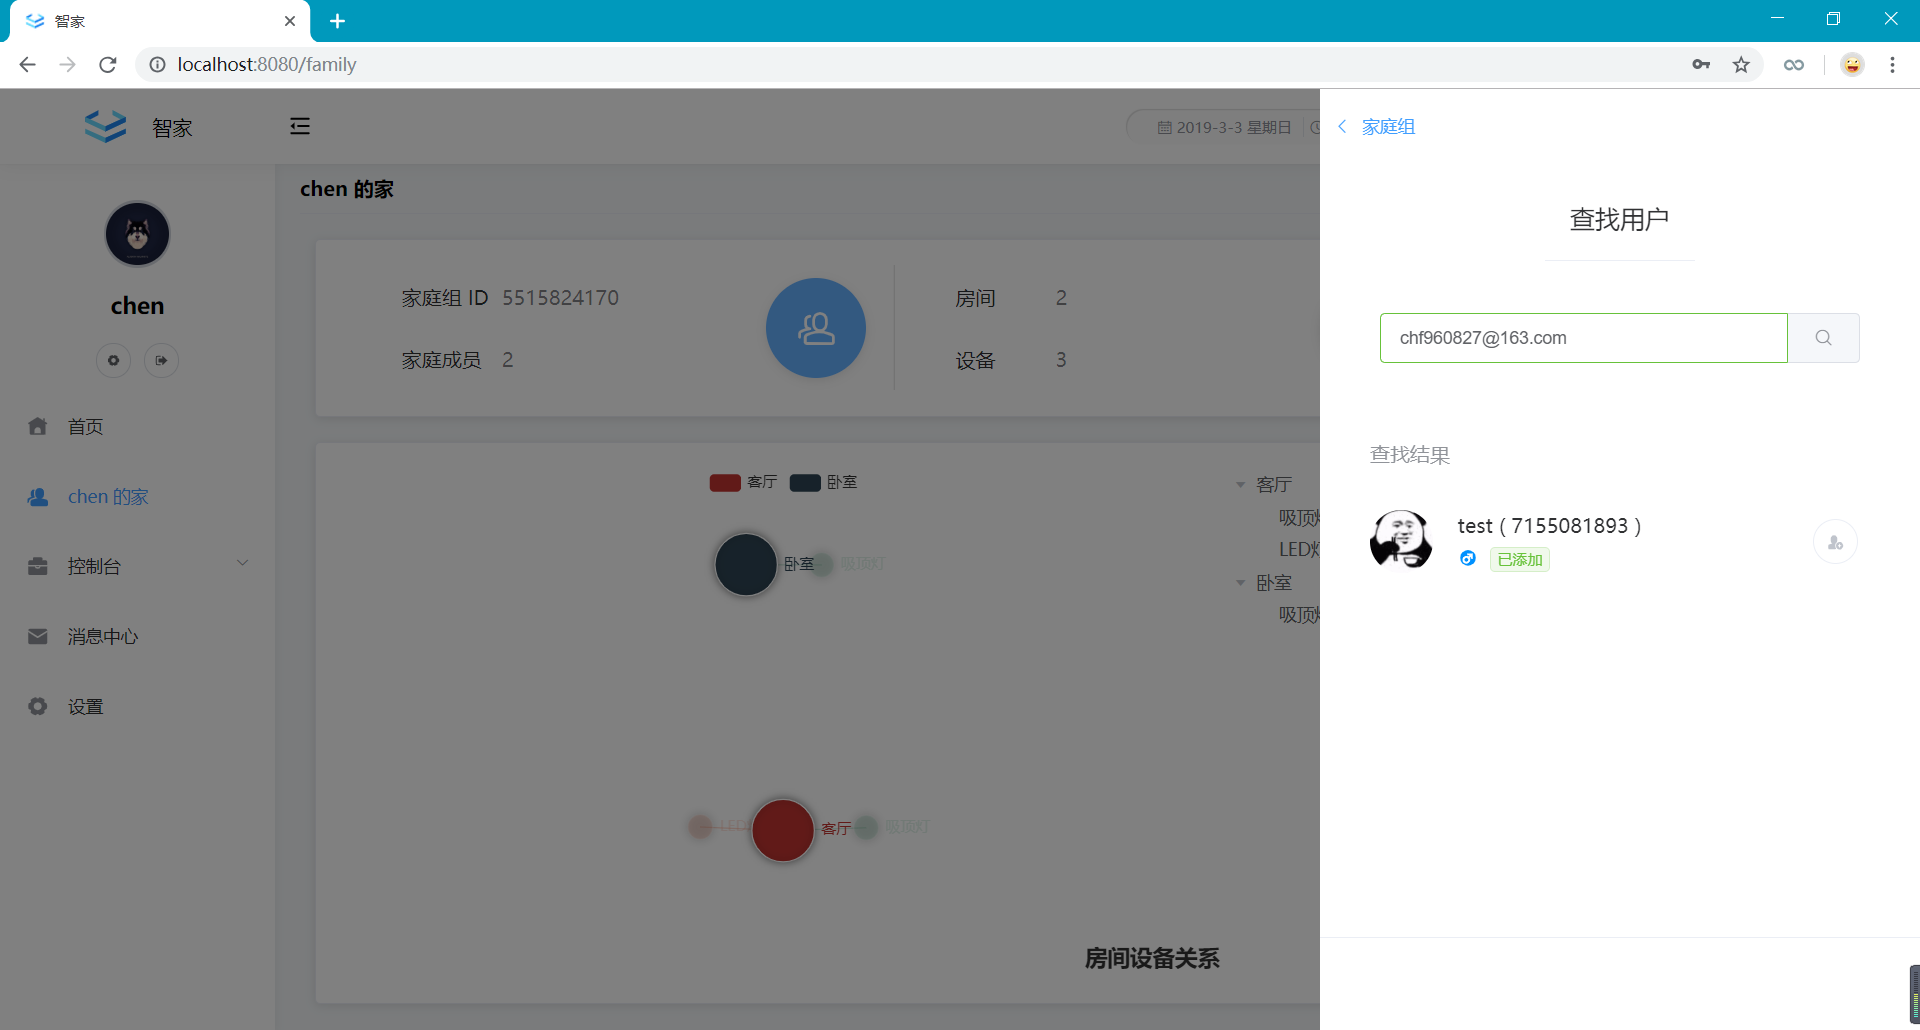 智家
localhost:8080/family
智家
2019-3-3 星期日
chen
首页
chen 的家
控制台
消息中心
设置
chen 的家
家庭组 ID 5515824170
家庭成员 2
房间 2
设备 3
客厅 卧室
卧室 吸顶灯
LED
客厅 吸顶灯
客厅
吸顶
LED灯
卧室
吸顶
房间设备关系
家庭组
查找用户
chf960827@163.com
查找结果
test ( 7155081893 )
已添加